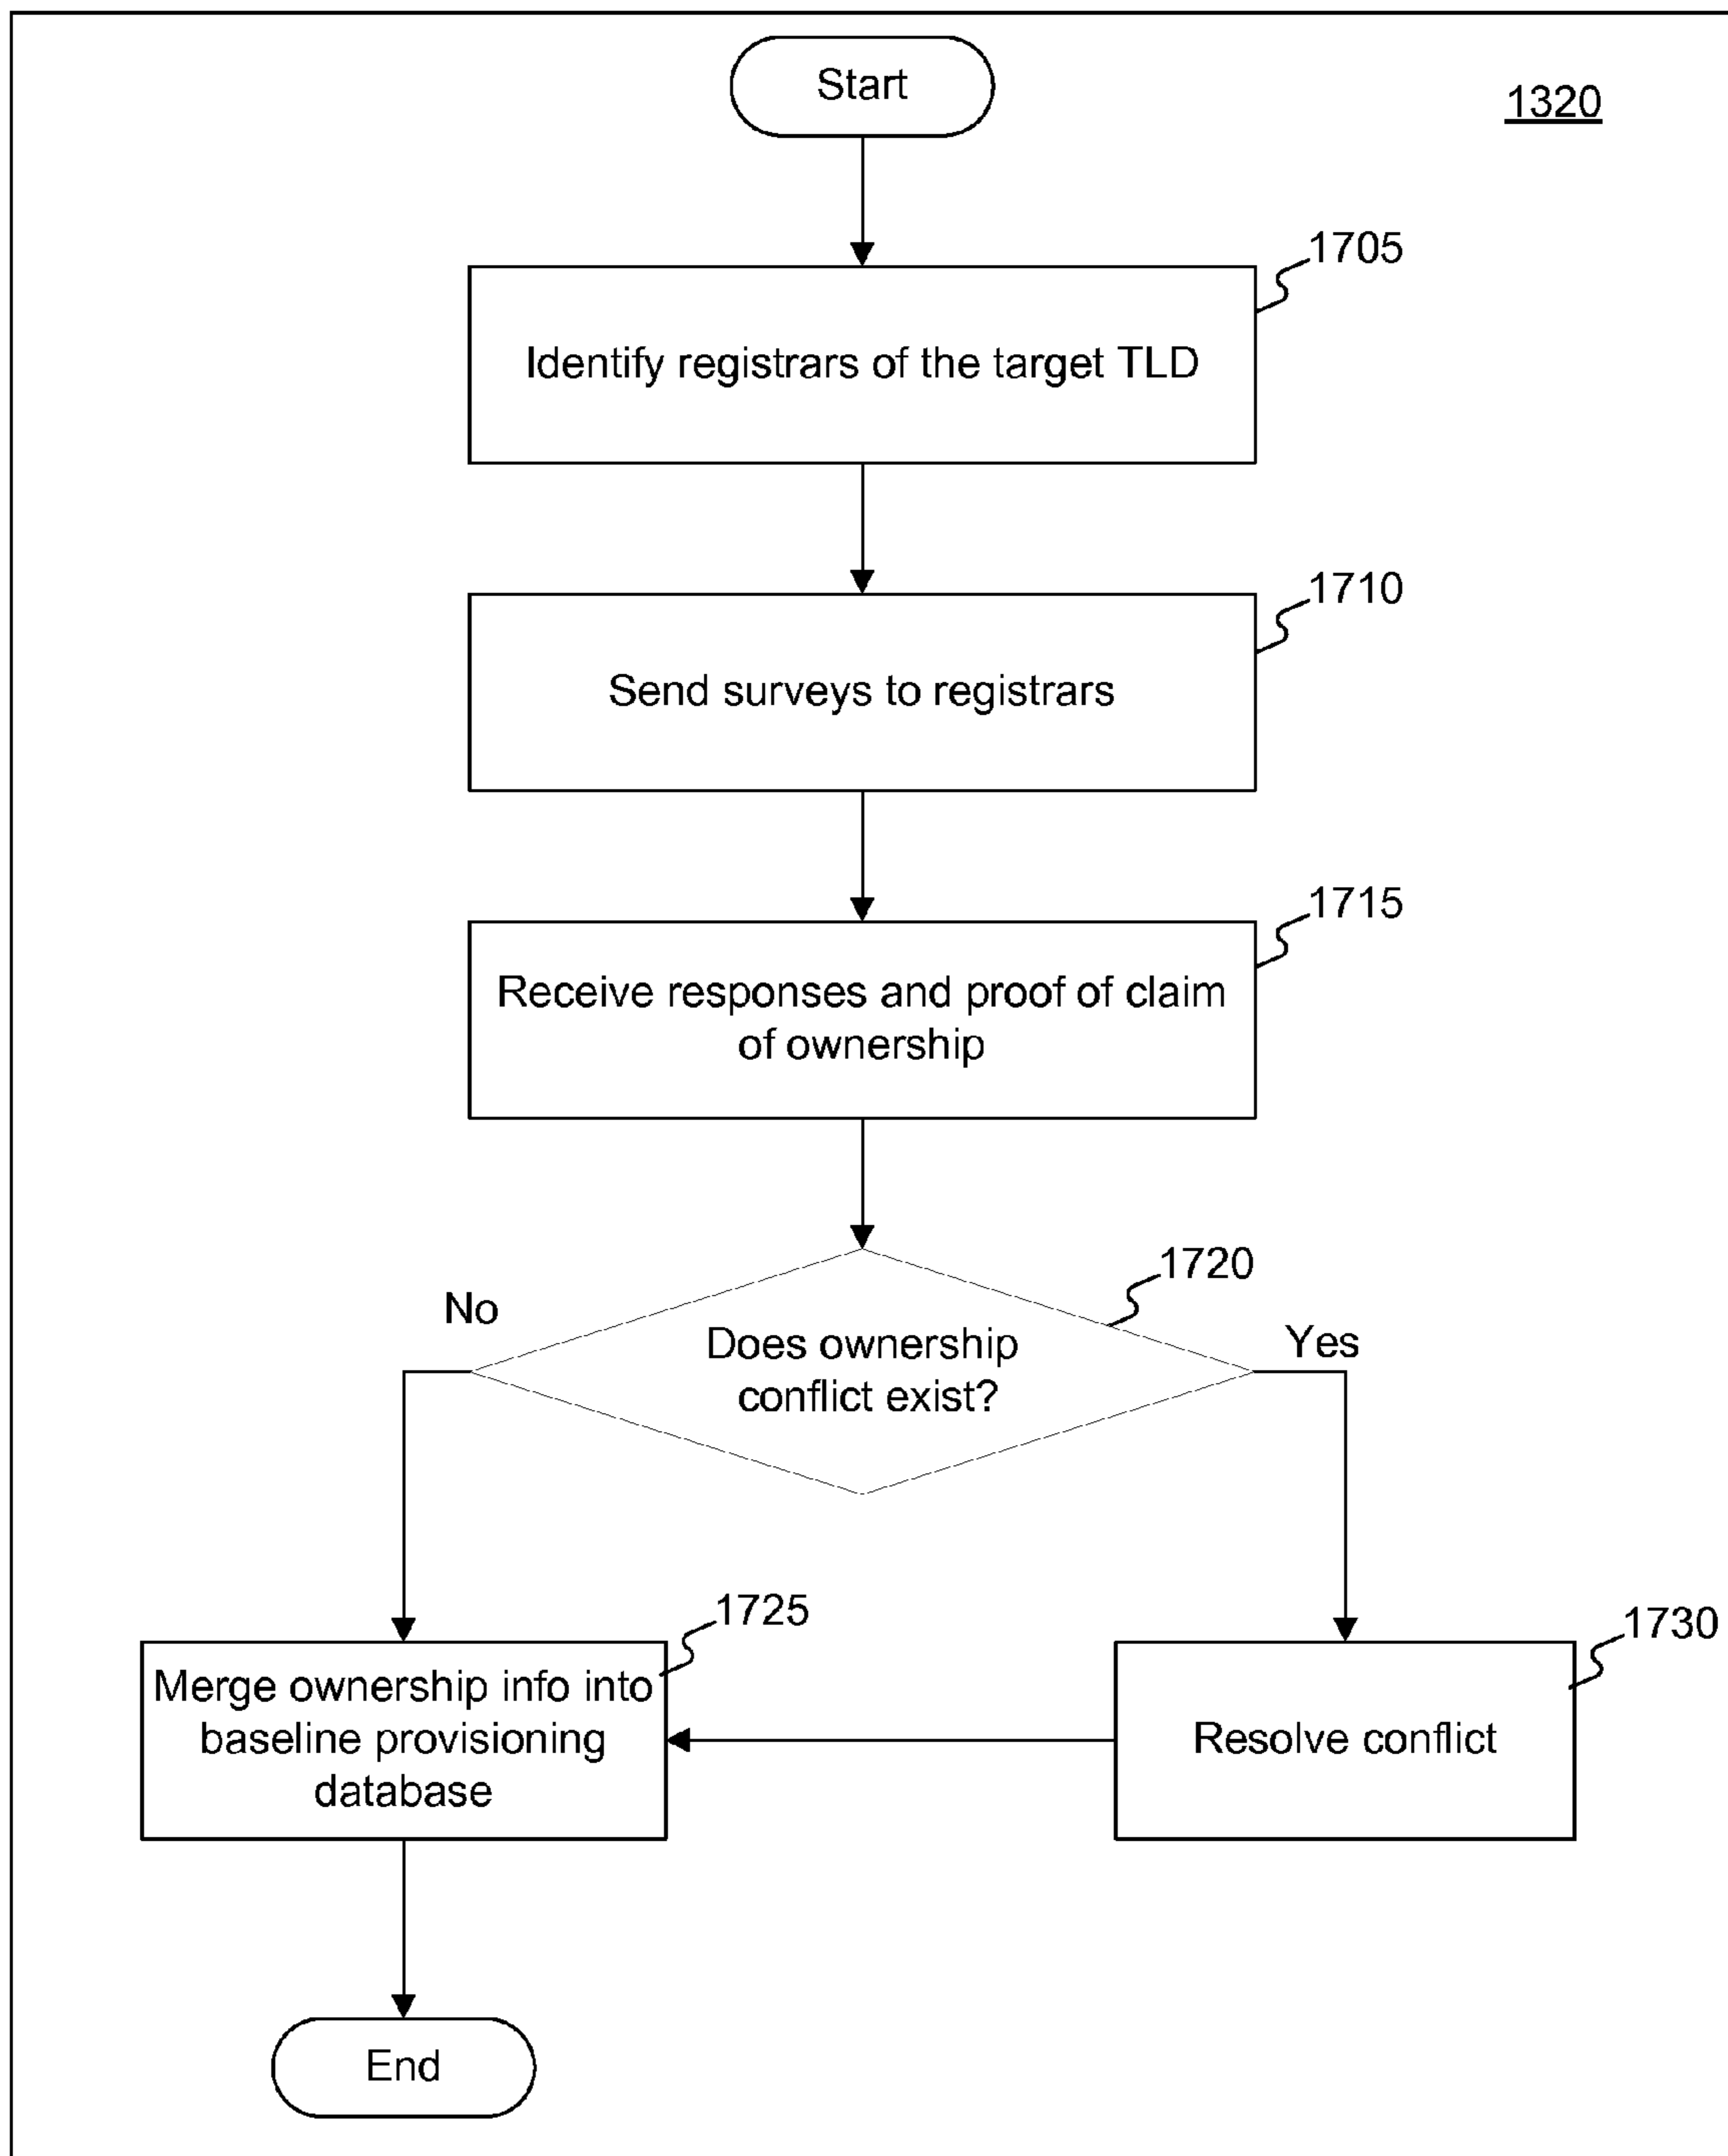 Start
1320
1705
Identify registrars of the target TLD
1710
Send surveys to registrars
1715
Receive responses and proof of claim
of ownership
1720
No
Does ownership
conflict exist?
Yes
1725
Merge ownership info into
baseline provisioning
database
1730
Resolve conflict
End